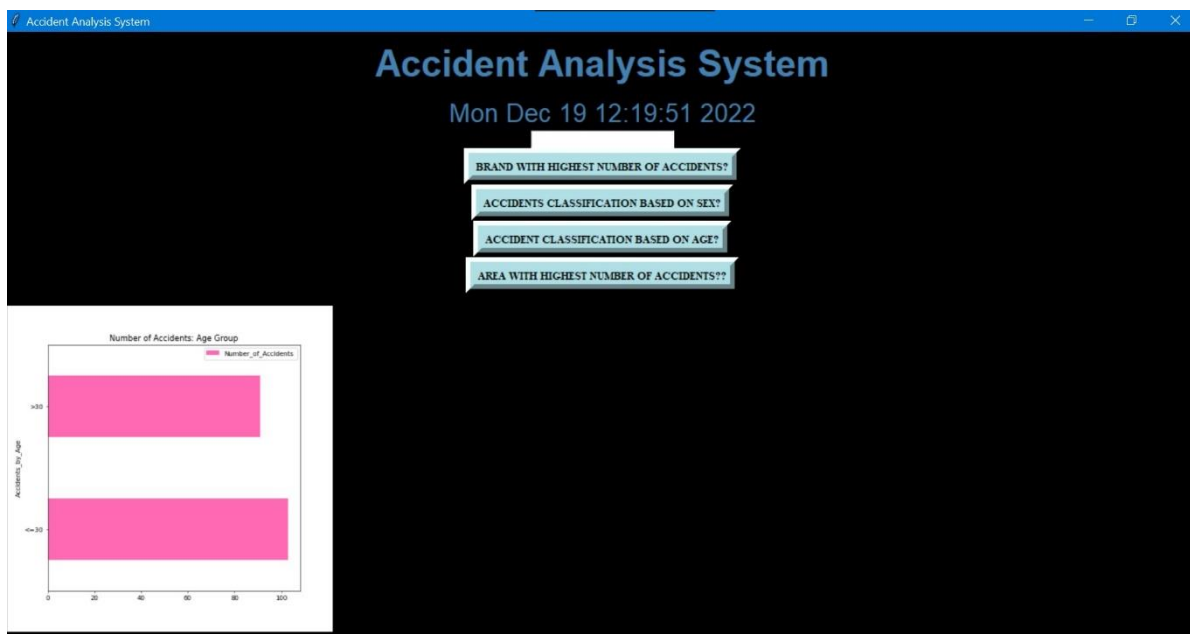 Accident Analysis System
Accident Analysis System
Mon Dec 19 12:19:51 2022
BRAND WITH HIGHEST NUMBER OF ACCIDENTS?
ACCIDENTS CLASSIFICATION BASED ON SEX?
ACCIDENT CLASSIFICATION BASED ON AGE?
AREA WITH HIGHEST NUMBER OF ACCIDENTS??
Number of Accidents: Age Group
Number_of_Accidents
>30
Accidents_by_Age
<=30
0 20 40 60 80 100